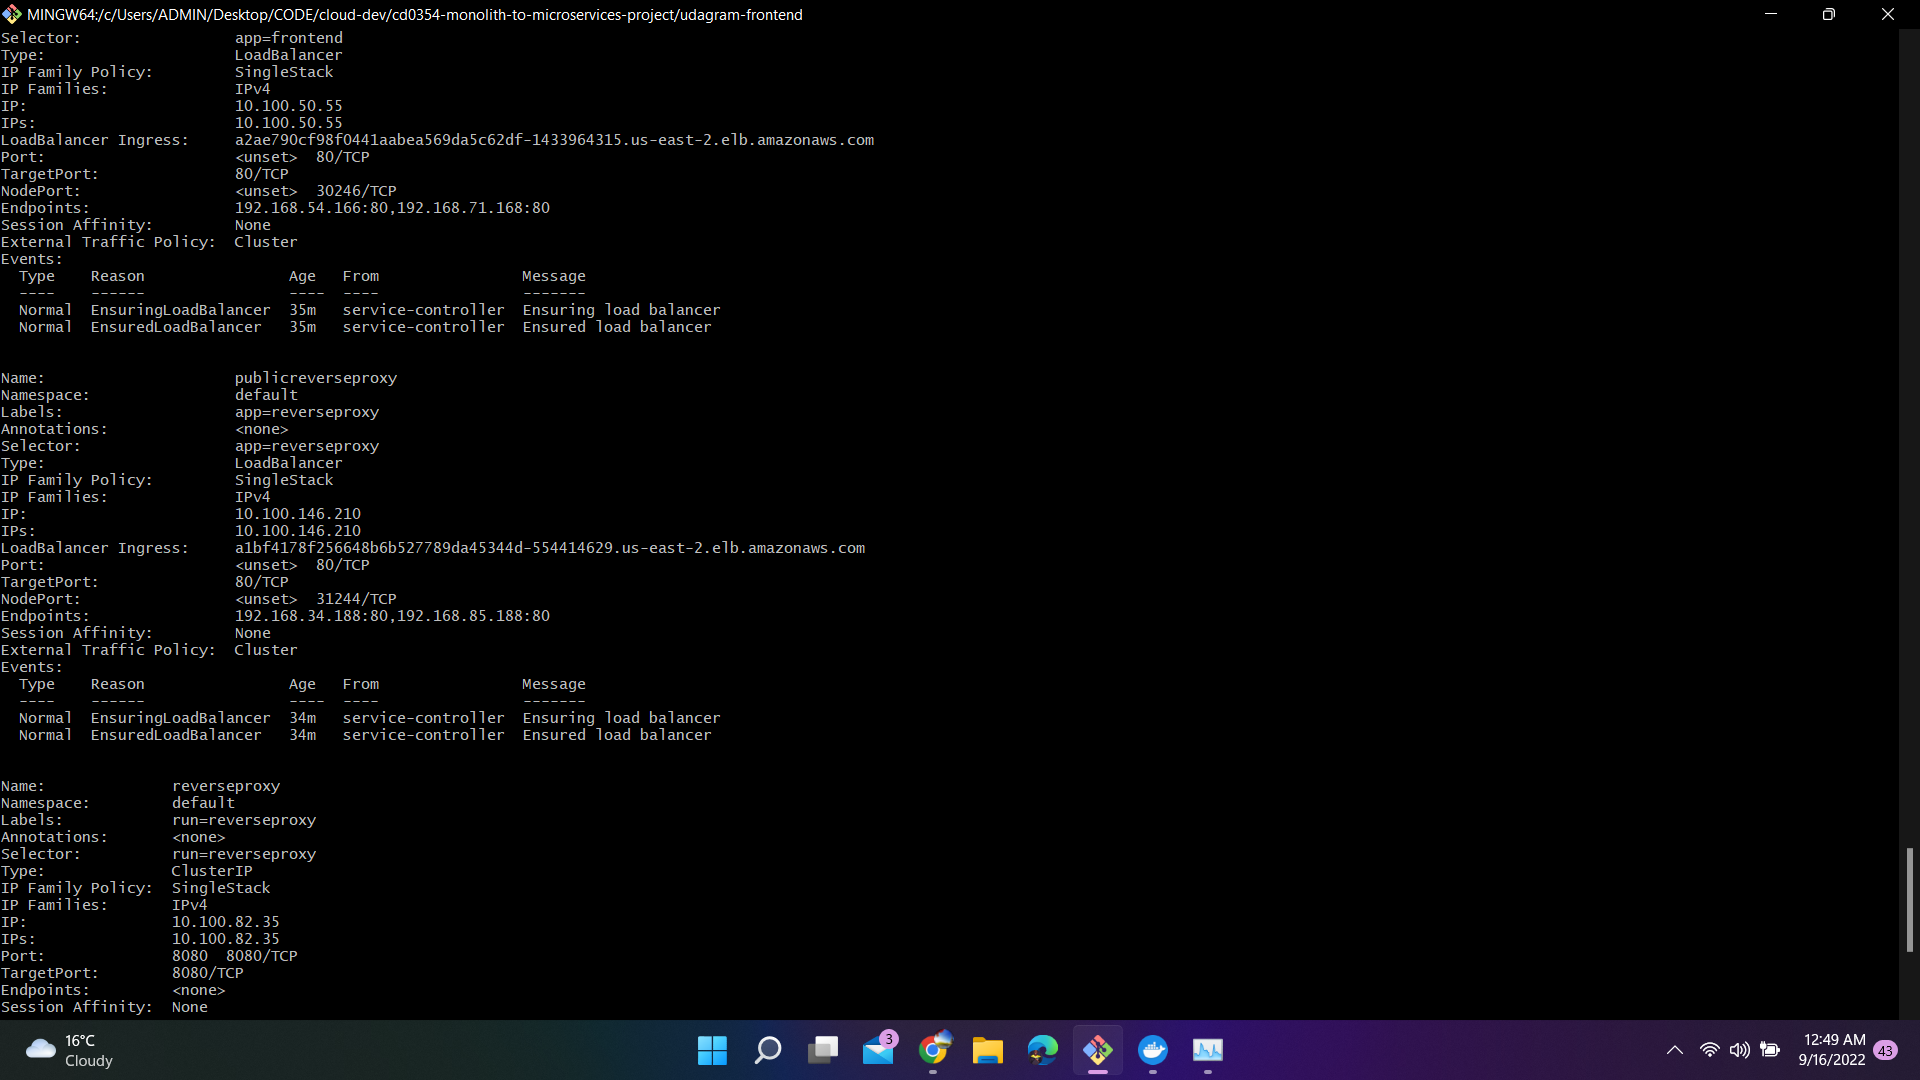 MINGW64:/c/Users/ADMIN/Desktop/CODE/cloud-dev/cd0354-monolith-to-microservices-project/udagram-frontend
Selector:                 app=frontend
Type:                     LoadBalancer
IP Family Policy:         SingleStack
IP Families:              IPv4
IP:                       10.100.50.55
IPs:                      10.100.50.55
LoadBalancer Ingress:     a2ae790cf98f0441aabea569da5c62df-1433964315.us-east-2.elb.amazonaws.com
Port:                     <unset>  80/TCP
TargetPort:               80/TCP
NodePort:                 <unset>  30246/TCP
Endpoints:                192.168.54.166:80,192.168.71.168:80
Session Affinity:         None
External Traffic Policy:  Cluster
Events:
  Type    Reason                Age   From                Message
  ----    ------                ----  ----                -------
  Normal  EnsuringLoadBalancer  35m   service-controller  Ensuring load balancer
  Normal  EnsuredLoadBalancer   35m   service-controller  Ensured load balancer
Name:                     publicreverseproxy
Namespace:                default
Labels:                   app=reverseproxy
Annotations:              <none>
Selector:                 app=reverseproxy
Type:                     LoadBalancer
IP Family Policy:         SingleStack
IP Families:              IPv4
IP:                       10.100.146.210
IPs:                      10.100.146.210
LoadBalancer Ingress:     a1bf4178f256648b6b527789da45344d-554414629.us-east-2.elb.amazonaws.com
Port:                     <unset>  80/TCP
TargetPort:               80/TCP
NodePort:                 <unset>  31244/TCP
Endpoints:                192.168.34.188:80,192.168.85.188:80
Session Affinity:         None
External Traffic Policy:  Cluster
Events:
  Type    Reason                Age   From                Message
  ----    ------                ----  ----                -------
  Normal  EnsuringLoadBalancer  34m   service-controller  Ensuring load balancer
  Normal  EnsuredLoadBalancer   34m   service-controller  Ensured load balancer
Name:              reverseproxy
Namespace:         default
Labels:            run=reverseproxy
Annotations:       <none>
Selector:          run=reverseproxy
Type:              ClusterIP
IP Family Policy:  SingleStack
IP Families:       IPv4
IP:                10.100.82.35
IPs:               10.100.82.35
Port:              8080  8080/TCP
TargetPort:        8080/TCP
Endpoints:         <none>
Session Affinity:  None
16°C
Cloudy
3
12:49 AM
9/16/2022
43